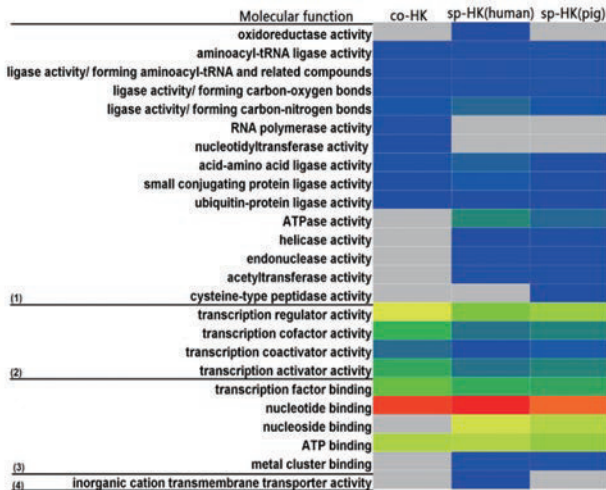 Molecular function co-HK sp-HK(human) sp-HK(pig)
oxidoreductase activity
aminoacyl-tRNA ligase activity
ligase activity/ forming aminoacyl-tRNA and related compounds
ligase activity/ forming carbon-oxygen bonds
ligase activity/ forming carbon-nitrogen bonds
RNA polymerase activity
nucleotidyltransferase activity
acid-amino acid ligase activity
small conjugating protein ligase activity
ubiquitin-protein ligase activity
ATPase activity
helicase activity
endonuclease activity
acetyltransferase activity
(1) cysteine-type peptidase activity
transcription regulator activity
transcription cofactor activity
transcription coactivator activity
(2) transcription activator activity
transcription factor binding
nucleotide binding
nucleoside binding
ATP binding
(3) metal cluster binding
(4) inorganic cation transmembrane transporter activity